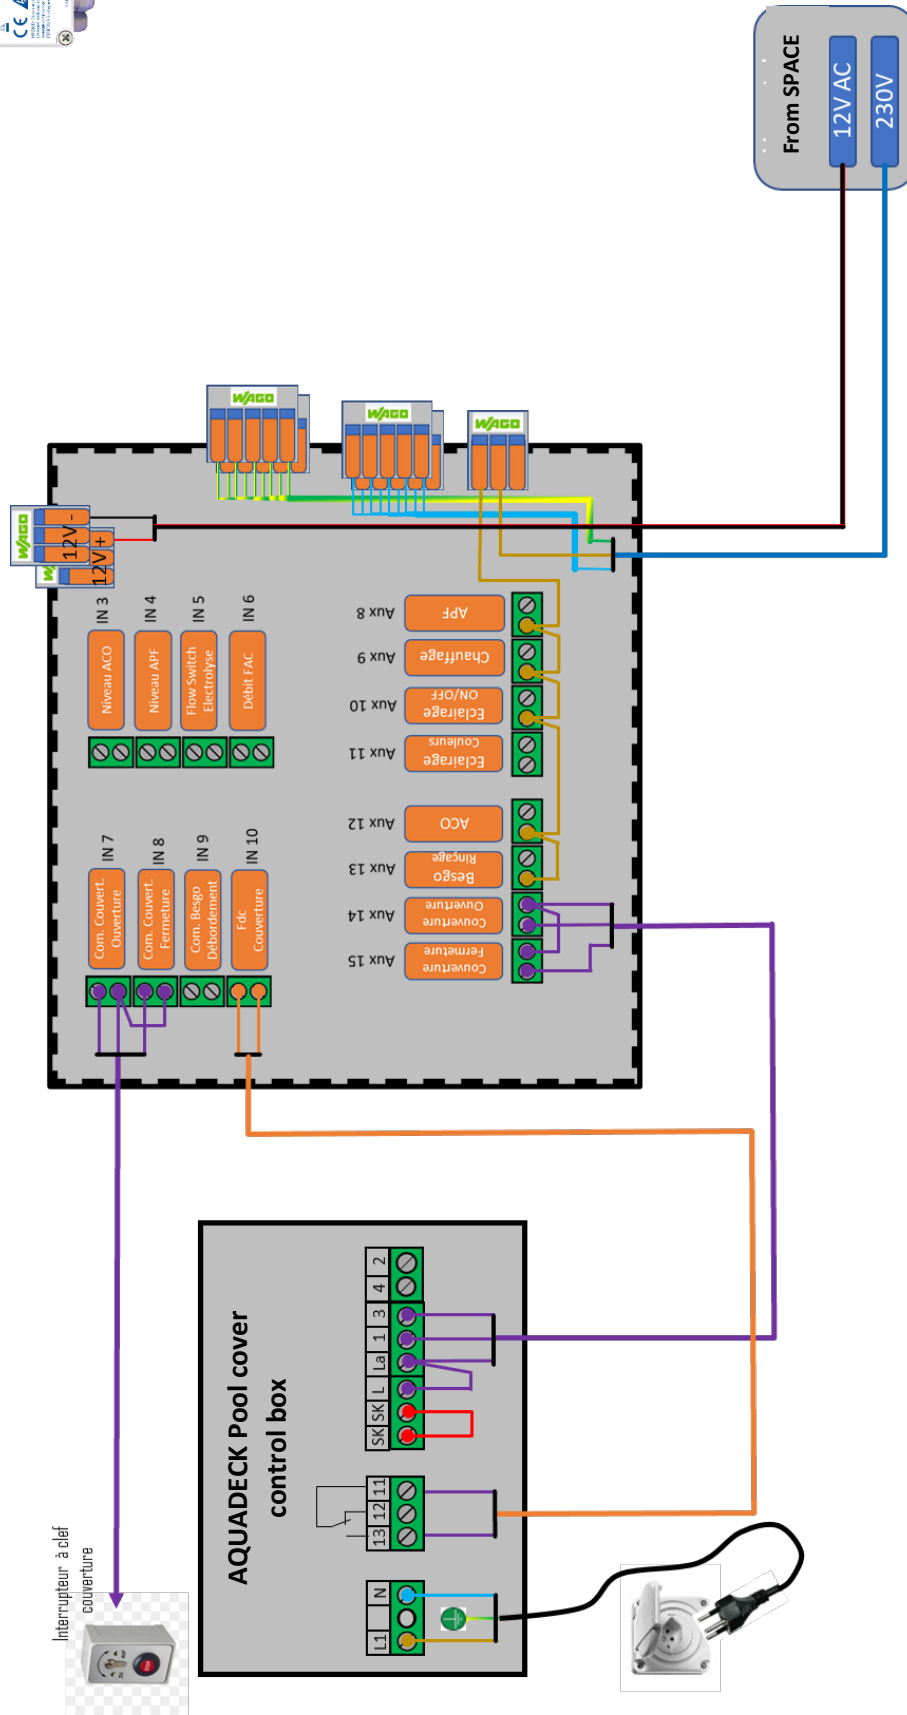 From SPACE
12V AC
230V
WAGO
WAGO
WAGO
WAGO
12V -
12V +
IN 3
IN 4
IN 5
IN 6
Niveau ACO
Niveau APF
Flow Switch
Electrolyse
Débit FAC
IN 7
IN 8
IN 9
IN 10
Com. Couvert.
Ouverture
Com. Couvert.
Fermeture
Com. Besgo
Débordement
Fdc
Couverture
Aux 8
APF
Aux 9
Chauffage
Aux 10
Eclairage
ON/OFF
Aux 11
Eclairage
Couleurs
Aux 12
ACO
Aux 13
Besgo
Rinçage
Aux 14
Couverture
Ouverture
Aux 15
Couverture
Fermeture
AQUADECK Pool cover
control box
L1
N
13
12
11
SK
SK
L
La
1
3
4
2
Interrupteur à clef
couverture